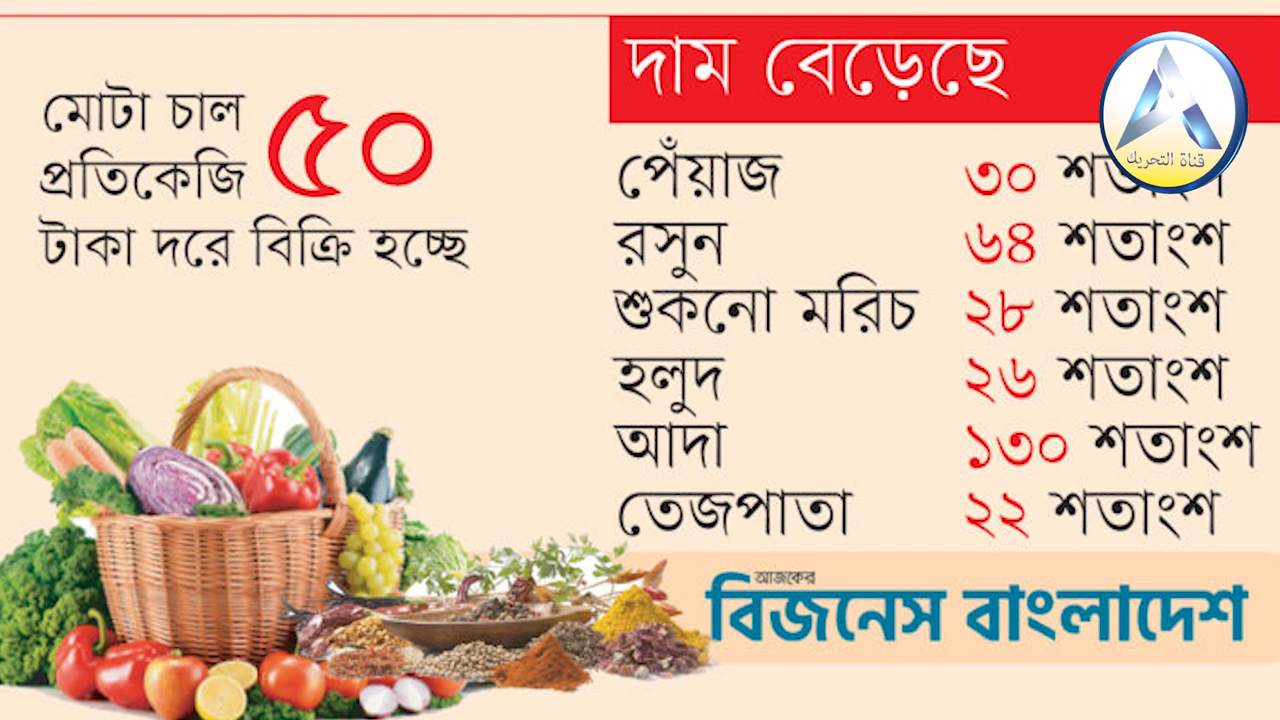 মোটা চাল
প্রতিকেজি ৫০
টাকা দরে বিক্রি হচ্ছে
দাম বেড়েছে
পেঁয়াজ ৩০ শতাংশ
রসুন ৬৪ শতাংশ
শুকনো মরিচ ২৮ শতাংশ
হলুদ ২৬ শতাংশ
আদা ১৩০ শতাংশ
তেজপাতা ২২ শতাংশ
আজকের
বিজনেস বাংলাদেশ
قناة التحريك